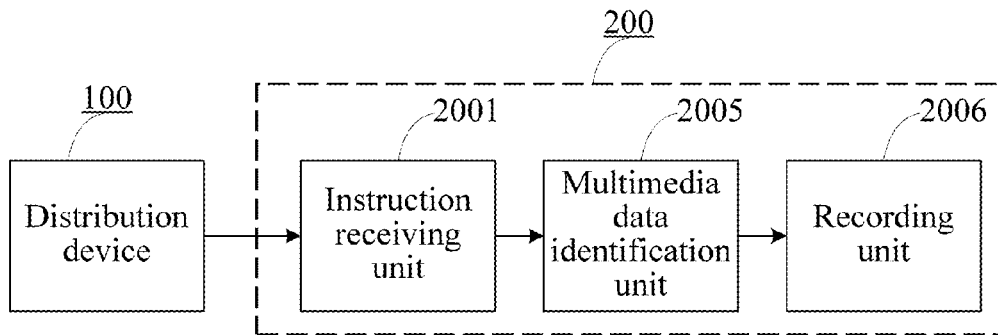 200
100
2001
2005
2006
Distribution
device
Instruction
receiving
unit
Multimedia
data
identification
unit
Recording
unit